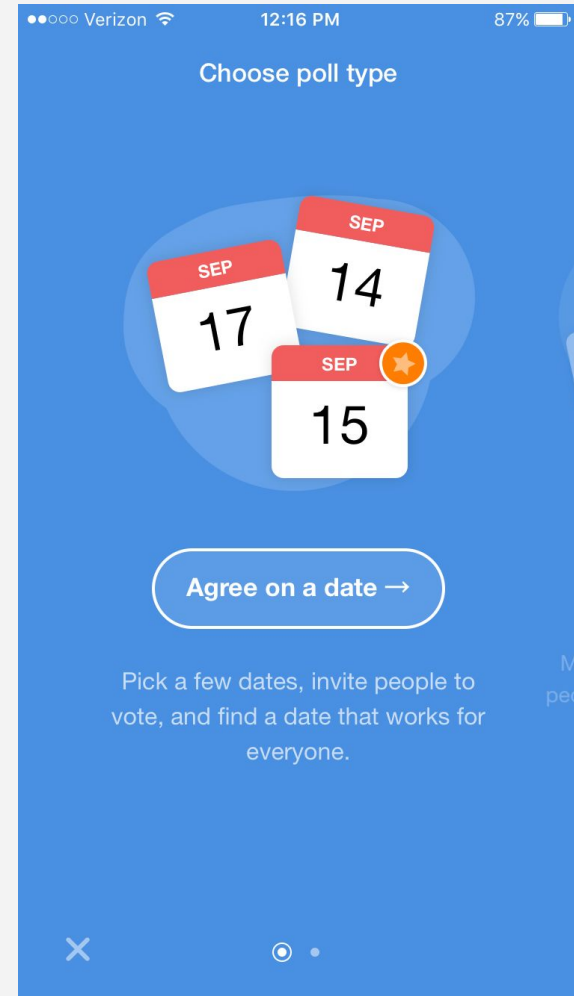 Verizon 12:16 PM 87%
Choose poll type
SEP
14
SEP
17
SEP
15
Agree on a date →
Pick a few dates, invite people to
vote, and find a date that works for
everyone.